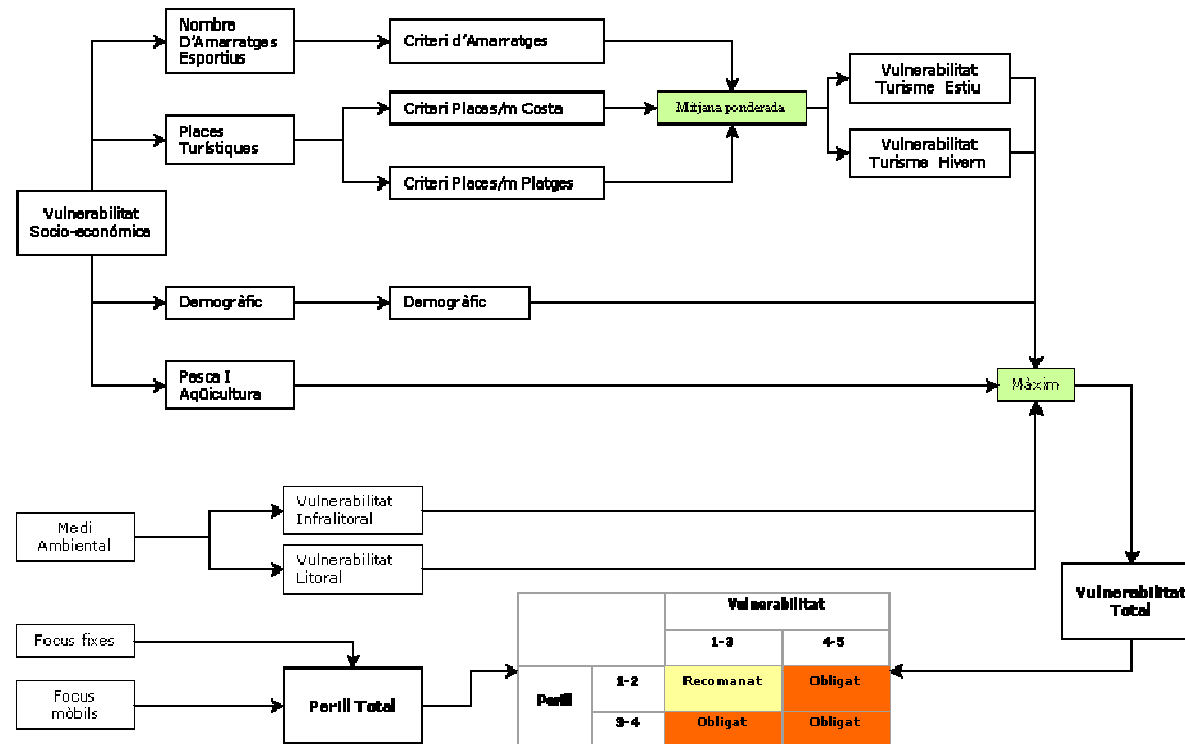 Nombre
D'Amarratges
Esportius
Criteri d'Amarratges
Places
Turístiques
Criteri Places/m Costa
Criteri Places/m Platges
Mitjana ponderada
Vulnerabilitat
Turisme Estiu
Vulnerabilitat
Turisme Hivern
Vulnerabilitat
Socio-económica
Demogràfic
Demogràfic
Pesca I
Aqüicultura
Màxim
Medi
Ambiental
Vulnerabilitat
Infralitoral
Vulnerabilitat
Litoral
Vulnerabilitat
Total
Focus fixes
Focus
mòbils
Perill Total
Vulnerabilitat
1-3
4-5
Perill
1-2
Recomanat
Obligat
3-4
Obligat
Obligat